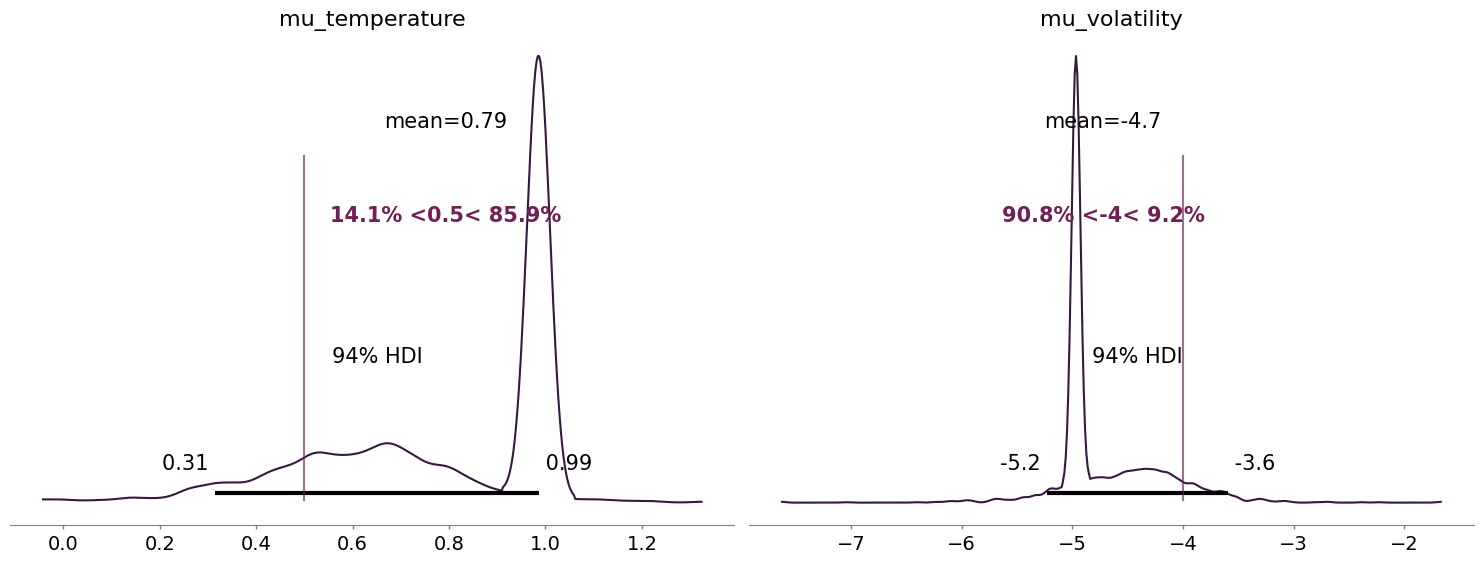 mu_temperature
mean=0.79
14.1% <0.5< 85.9%
94% HDI
0.31 0.99
0.0 0.2 0.4 0.6 0.8 1.0 1.2
mu_volatility
mean=-4.7
90.8% <-4< 9.2%
94% HDI
-5.2 -3.6
−7 −6 −5 −4 −3 −2